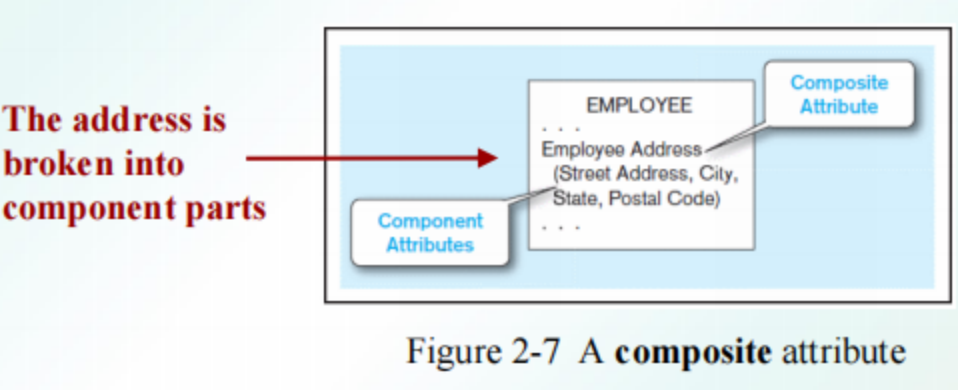 The address is
broken into
component parts
EMPLOYEE
. . .
Employee Address
(Street Address, City,
State, Postal Code)
. . .
Composite
Attribute
Component
Attributes
Figure 2-7 A composite attribute